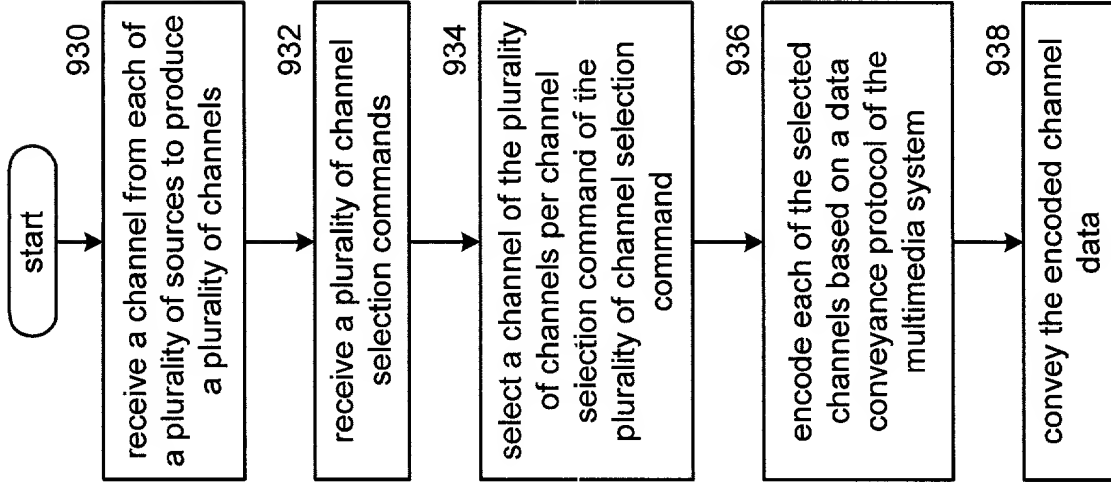 start
930
receive a channel from each of
a plurality of sources to produce
a plurality of channels
932
receive a plurality of channel
selection commands
934
select a channel of the plurality
of channels per channel
selection command of the
plurality of channel selection
command
936
encode each of the selected
channels based on a data
conveyance protocol of the
multimedia system
938
convey the encoded channel
data